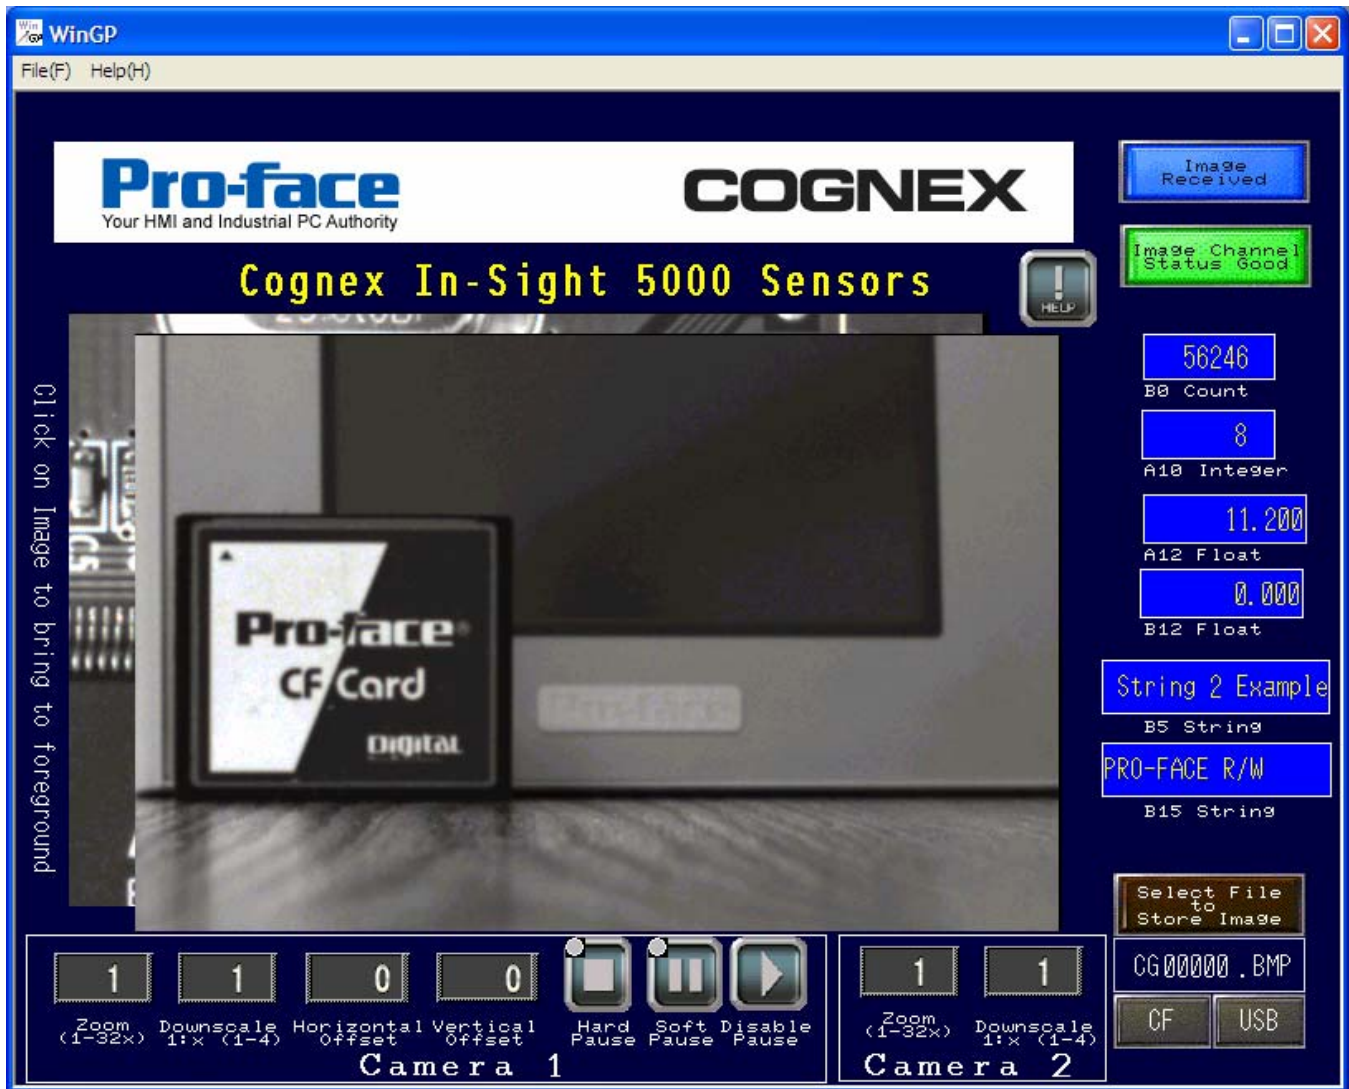 WinGP
File(F) Help(H)
Pro-face
Your HMI and Industrial PC Authority
COGNEX
Image
Received
Image Channel
Status Good
Cognex In-Sight 5000 Sensors
HELP
Click on Image to bring to foreground
Pro-face®
CF Card
DIGITAL
56246
B0 Count
8
A10 Integer
11.200
A12 Float
0.000
B12 Float
String 2 Example
B5 String
PRO-FACE R/W
B15 String
Select File
to
Store Image
CG00000.BMP
CF USB
1 1 0 0
Zoom Downscale Horizontal Vertical Hard Soft Disable
(1-32x) 1:x (1-4) Offset Offset Pause Pause Pause
Camera 1
1 1
Zoom Downscale
(1-32x) 1:x (1-4)
Camera 2